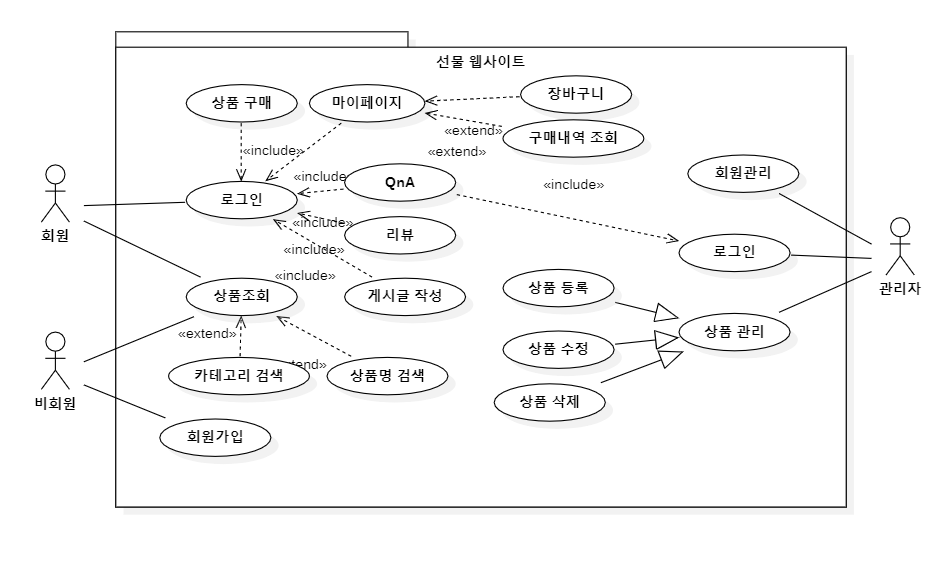 선물 웹사이트
상품 구매
마이페이지
장바구니
«extend»
구매내역 조회
«include»
«extend»
«include
QnA
«include»
회원관리
회원
로그인
«include»
리뷰
로그인
관리자
«include»
«include»
상품조회
게시글 작성
상품 등록
«extend»
상품 관리
상품 수정
tend»
카테고리 검색
상품명 검색
비회원
상품 삭제
회원가입